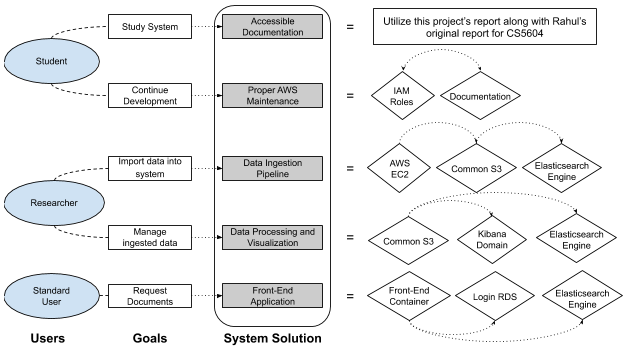 Study System
Accessible
Documentation
=
Utilize this project's report along with Rahul's
original report for CS5604
Student
Continue
Development
Proper AWS
Maintenance
=
IAM
Roles
Documentation
Import data into
system
Data Ingestion
Pipeline
=
AWS
EC2
Common S3
Elasticsearch
Engine
Researcher
Manage
ingested data
Data Processing and
Visualization
=
Common S3
Kibana
Domain
Elasticsearch
Engine
Standard
User
Request
Documents
Front-End
Application
=
Front-End
Container
Login RDS
Elasticsearch
Engine
Users
Goals
System Solution